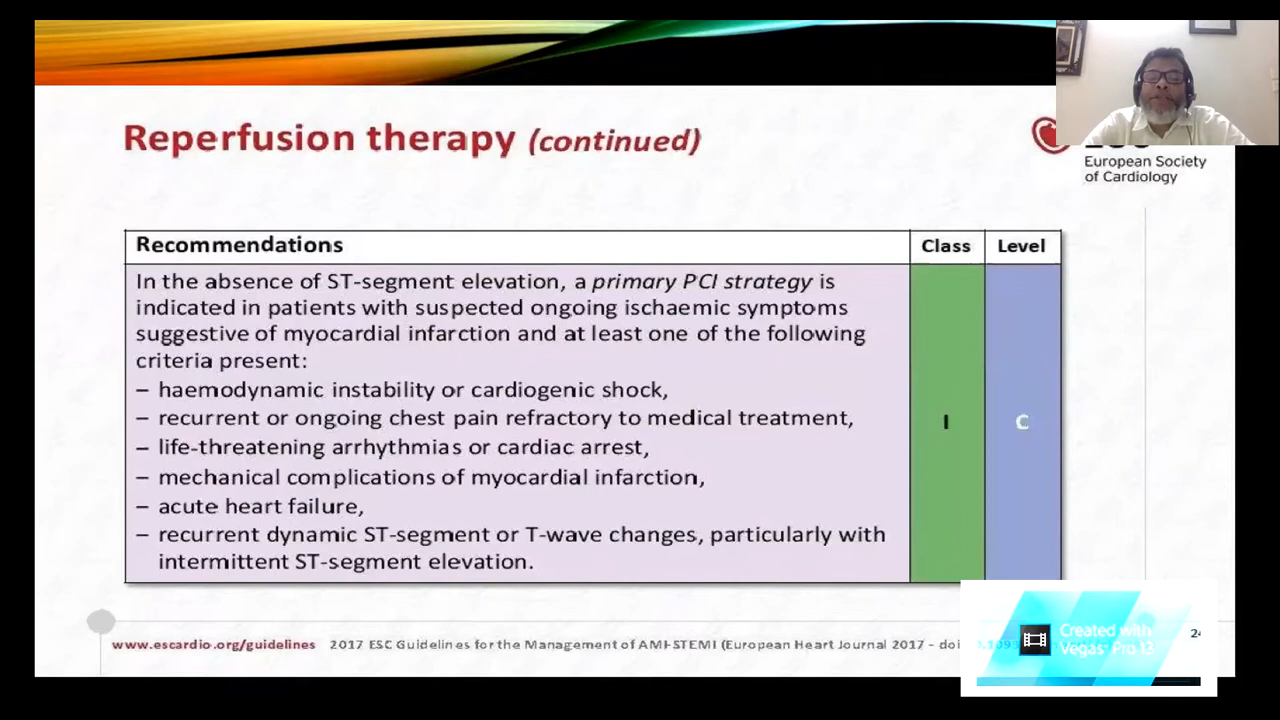 Reperfusion therapy (continued)
European Society
of Cardiology
Recommendations Class Level
In the absence of ST-segment elevation, a primary PCI strategy is
indicated in patients with suspected ongoing ischaemic symptoms
suggestive of myocardial infarction and at least one of the following
criteria present:
– haemodynamic instability or cardiogenic shock,
– recurrent or ongoing chest pain refractory to medical treatment,
– life-threatening arrhythmias or cardiac arrest,
– mechanical complications of myocardial infarction,
– acute heart failure,
– recurrent dynamic ST-segment or T-wave changes, particularly with
intermittent ST-segment elevation.
I C
www.escardio.org/guidelines 2017 ESC Guidelines for the Management of AMI-STEMI (European Heart Journal 2017 - doi
Created with
Vegas Pro 13